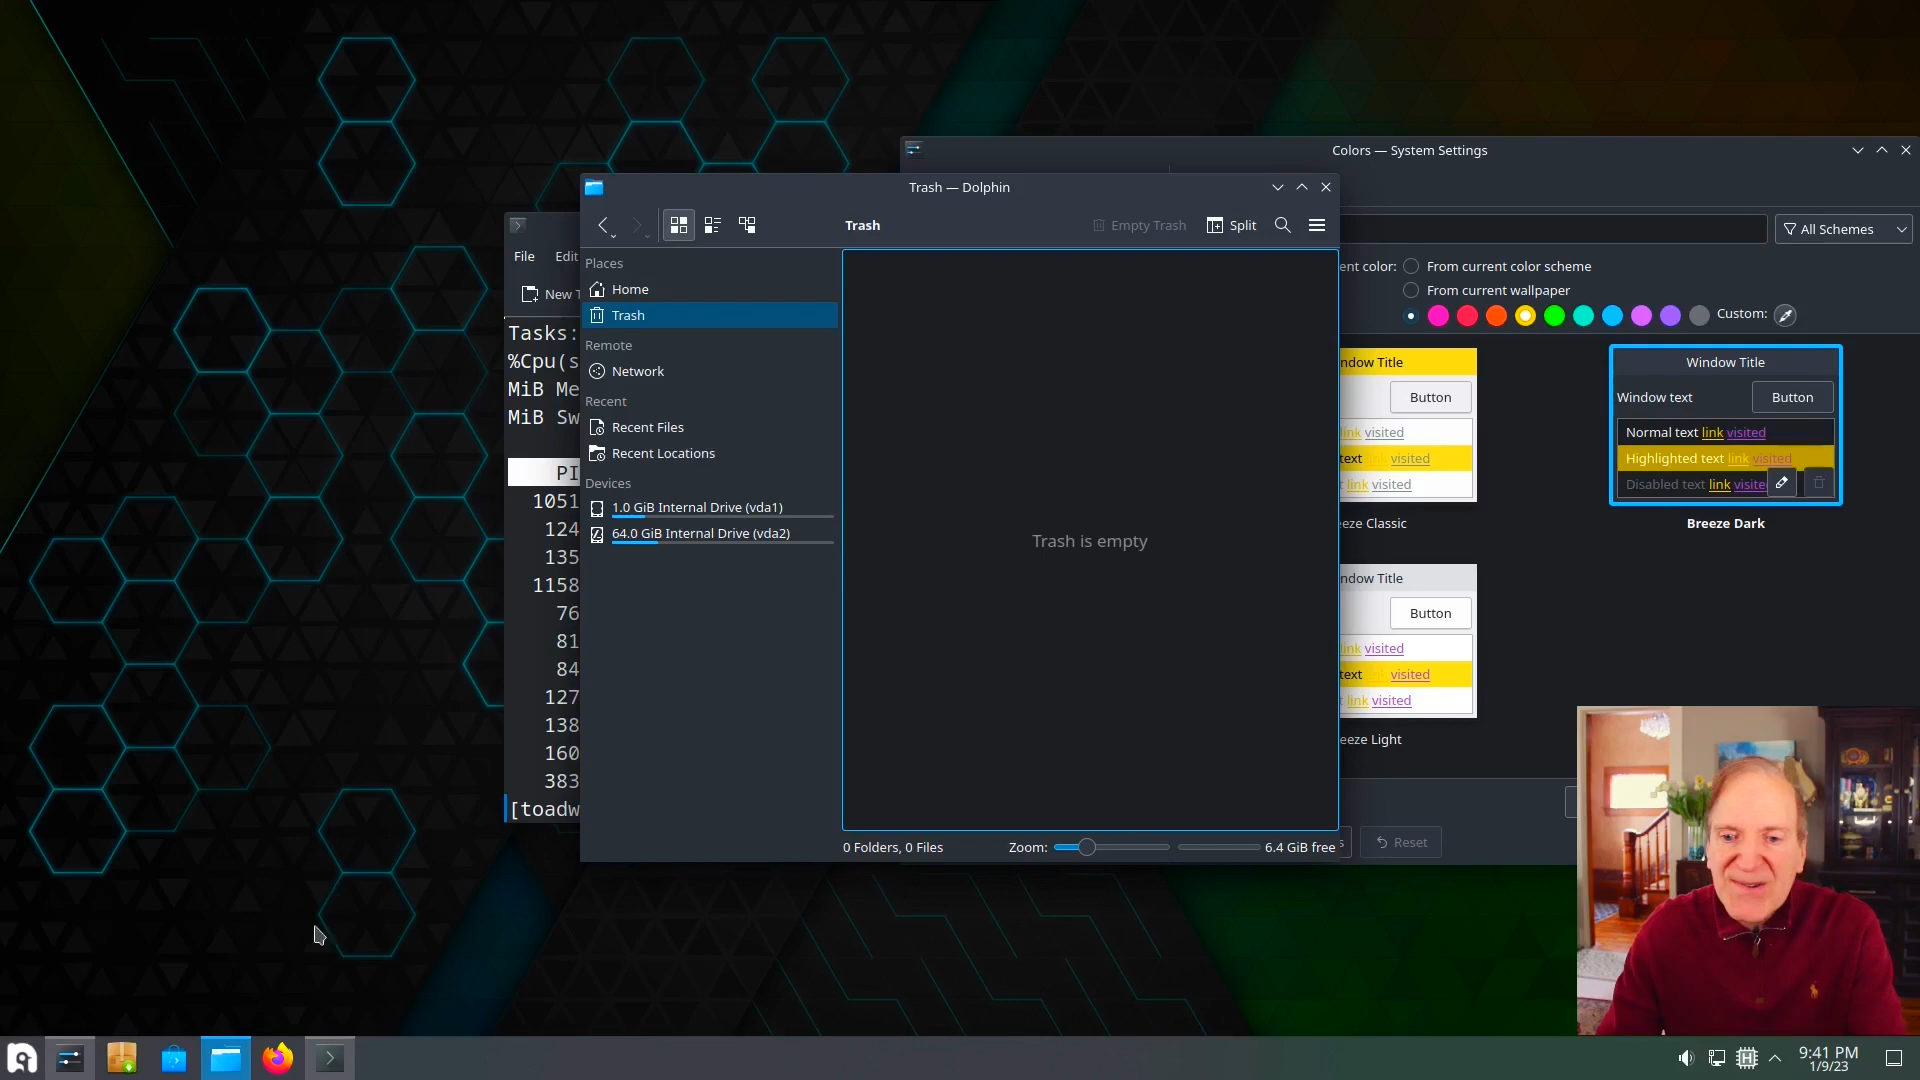 Colors — System Settings
All Schemes
ent color:
From current color scheme
From current wallpaper
Custom:
ndow Title
Button
link visited
text visited
t link visited
eze Classic
Window Title
Window text
Button
Normal text link visited
Highlighted text link visited
Disabled text link visite
Breeze Dark
ndow Title
Button
link visited
text visited
t link visited
eze Light
s
Reset
Trash — Dolphin
Trash
Empty Trash
Split
Places
Home
Trash
Remote
Network
Recent
Recent Files
Recent Locations
Devices
1.0 GiB Internal Drive (vda1)
64.0 GiB Internal Drive (vda2)
Trash is empty
0 Folders, 0 Files
Zoom:
6.4 GiB free
File Edit
New T
Tasks:
%Cpu(s
MiB Me
MiB Sw
PI
1051
124
135
1158
76
81
84
127
138
160
383
[toadw
9:41 PM
1/9/23